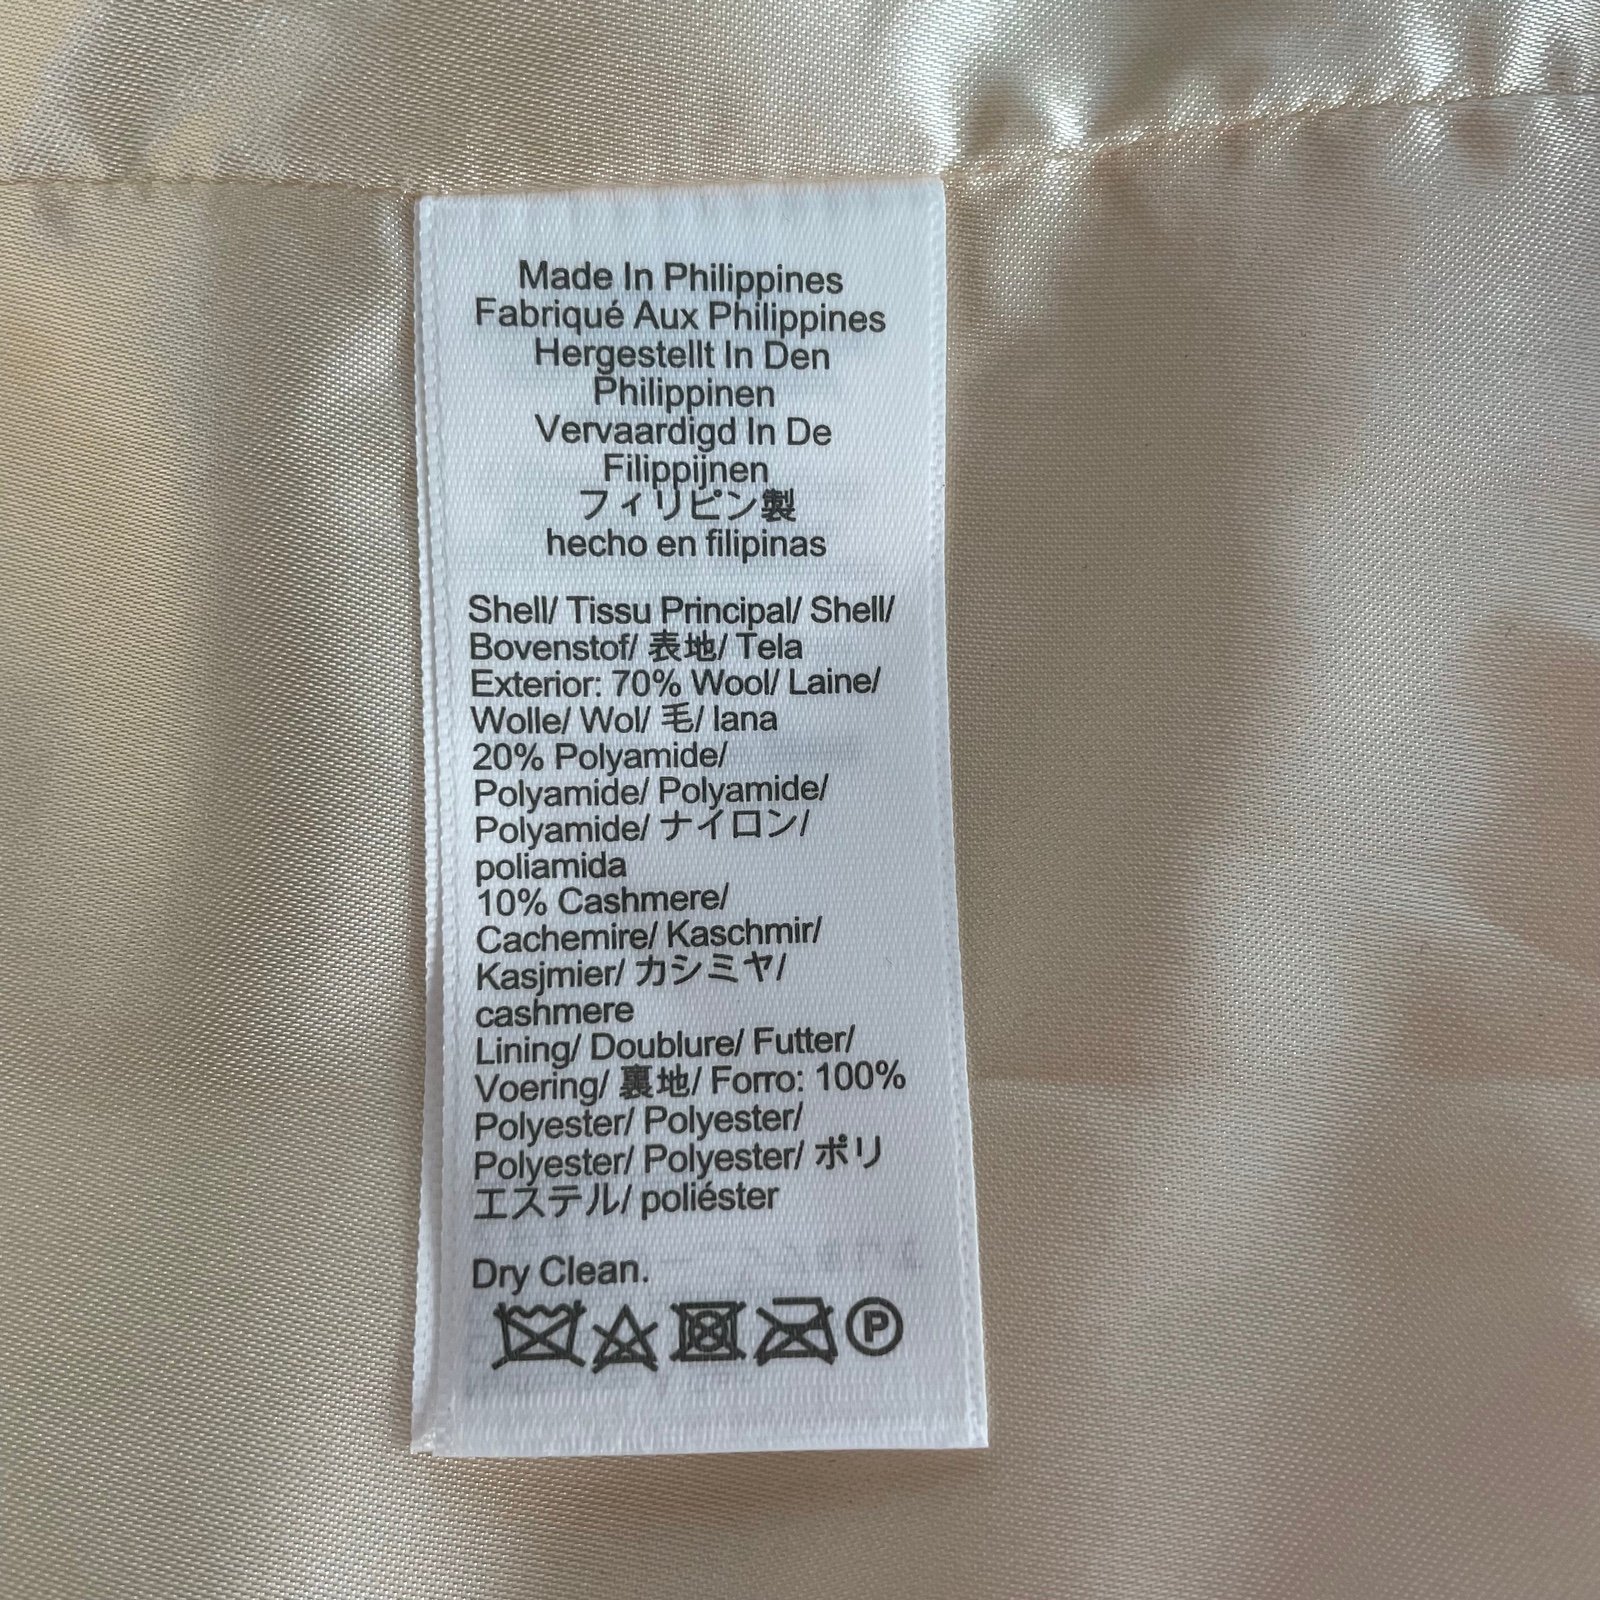 Made In Philippines
Fabriqué Aux Philippines
Hergestellt In Den
Philippinen
Vervaardigd In De
Filippijnen
フィリピン製
hecho en filipinas
Shell/ Tissu Principal/ Shell/
Bovenstof/ 表地/ Tela
Exterior: 70% Wool/ Laine/
Wolle/ Wol/ 毛/ lana
20% Polyamide/
Polyamide/ Polyamide/
Polyamide/ ナイロン/
poliamida
10% Cashmere/
Cachemire/ Kaschmir/
Kasjmier/ カシミヤ/
cashmere
Lining/ Doublure/ Futter/
Voering/ 裏地/ Forro: 100%
Polyester/ Polyester/
Polyester/ Polyester/ ポリ
エステル/ poliéster
Dry Clean.
P